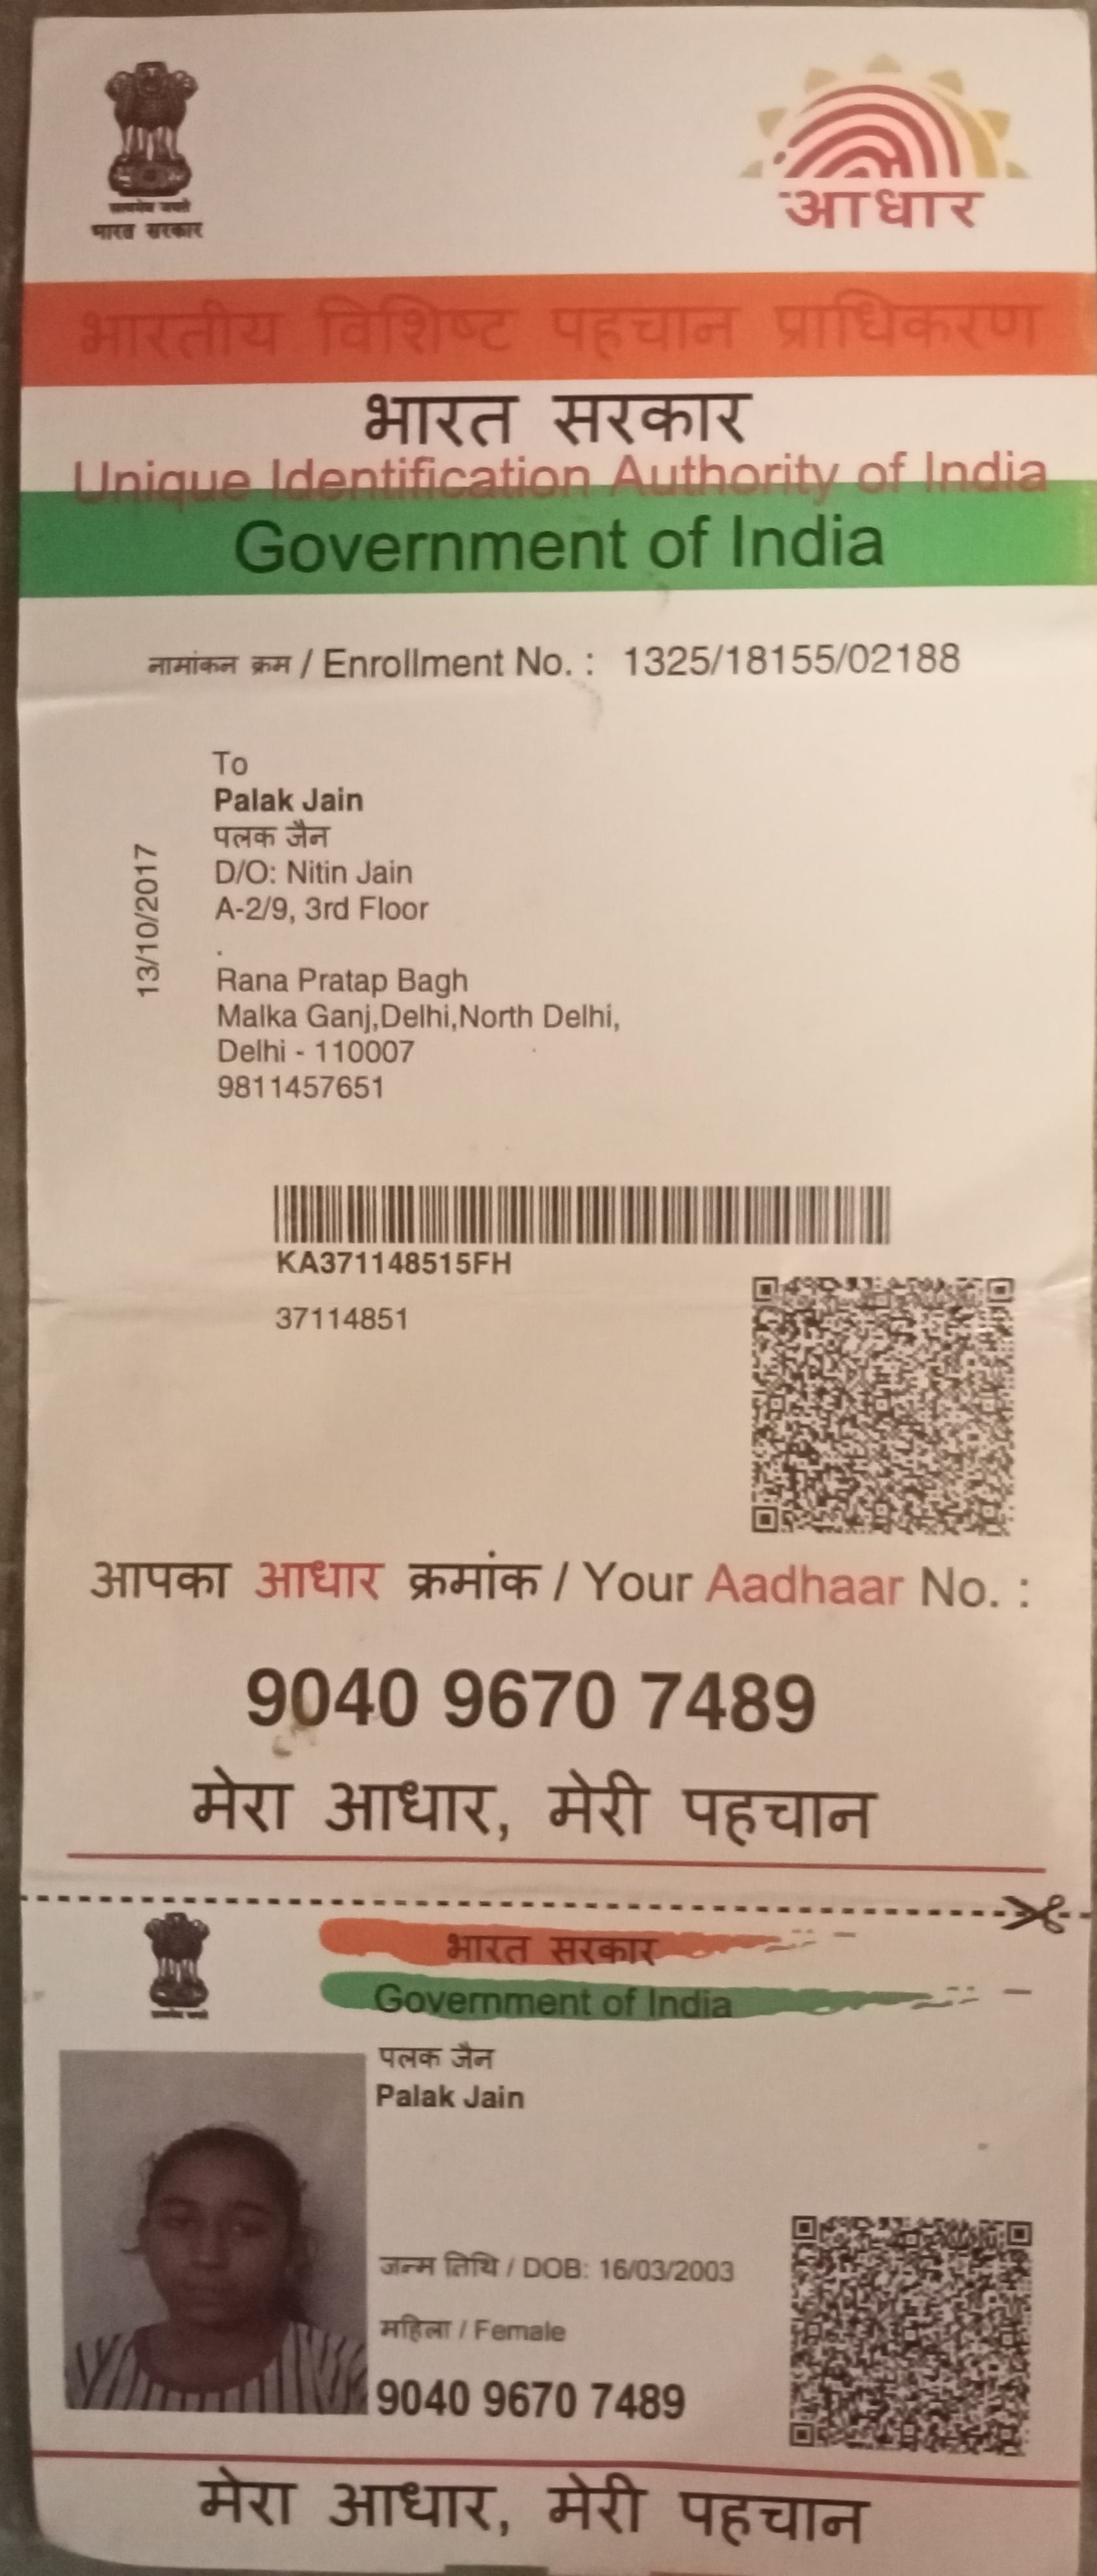 सत्यमेव जयते
भारत सरकार
आधार
भारतीय विशिष्ट पहचान प्राधिकरण
भारत सरकार
Unique Identification Authority of India
Government of India
नामांकन क्रम / Enrollment No. : 1325/18155/02188
13/10/2017
To
Palak Jain
पलक जैन
D/O: Nitin Jain
A-2/9, 3rd Floor
.
Rana Pratap Bagh
Malka Ganj,Delhi,North Delhi,
Delhi - 110007
9811457651
KA371148515FH
37114851
आपका आधार क्रमांक / Your Aadhaar No. :
9040 9670 7489
मेरा आधार, मेरी पहचान
भारत सरकार
Government of India
पलक जैन
Palak Jain
जन्म तिथि / DOB: 16/03/2003
महिला / Female
9040 9670 7489
मेरा आधार, मेरी पहचान